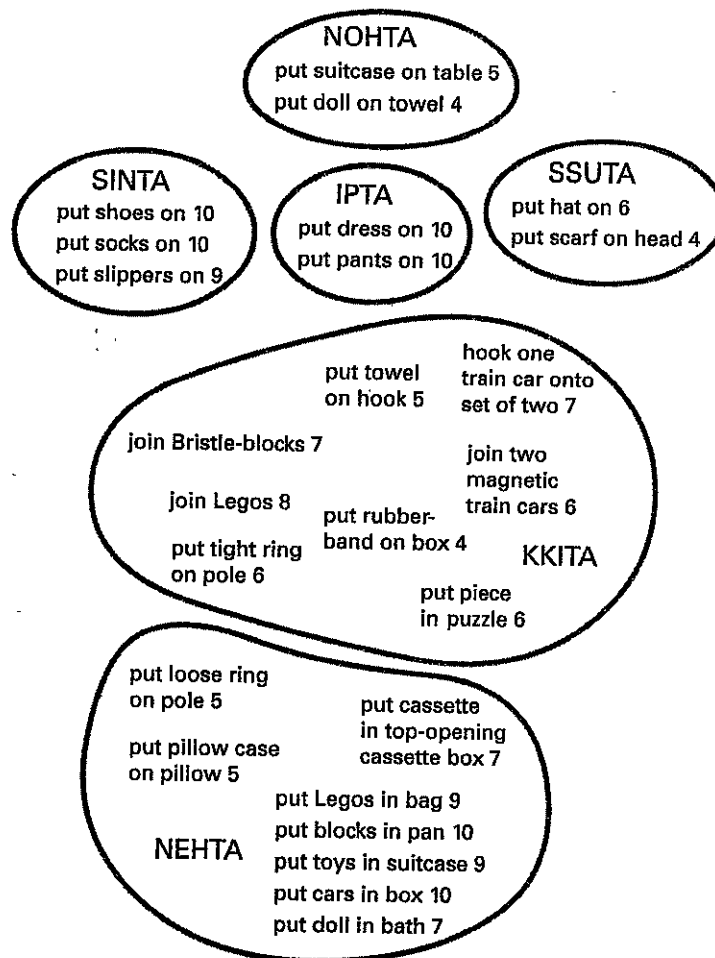 NOHTA
put suitcase on table 5
put doll on towel 4
SINTA
put shoes on 10
put socks on 10
put slippers on 9
IPTA
put dress on 10
put pants on 10
SSUTA
put hat on 6
put scarf on head 4
put towel
on hook 5
hook one
train car onto
set of two 7
join Bristle-blocks 7
join two
magnetic
train cars 6
join Legos 8
put rubber-
band on box 4
put tight ring
on pole 6
KKITA
put piece
in puzzle 6
put loose ring
on pole 5
put cassette
in top-opening
cassette box 7
put pillow case
on pillow 5
NEHTA
put Legos in bag 9
put blocks in pan 10
put toys in suitcase 9
put cars in box 10
put doll in bath 7